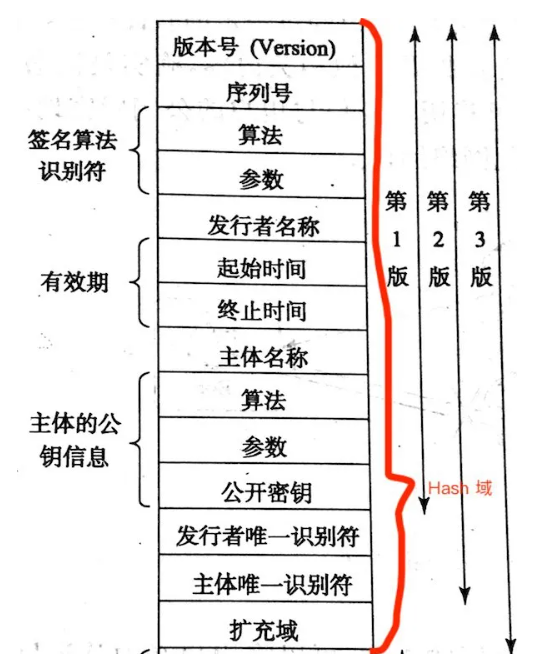 版本号 (Version)
序列号
签名算法
识别符
算法
参数
发行者名称
有效期
起始时间
终止时间
主体名称
主体的公
钥信息
算法
参数
公开密钥
发行者唯一识别符
主体唯一识别符
扩充域
第
1
版
第
2
版
第
3
版
Hash 域